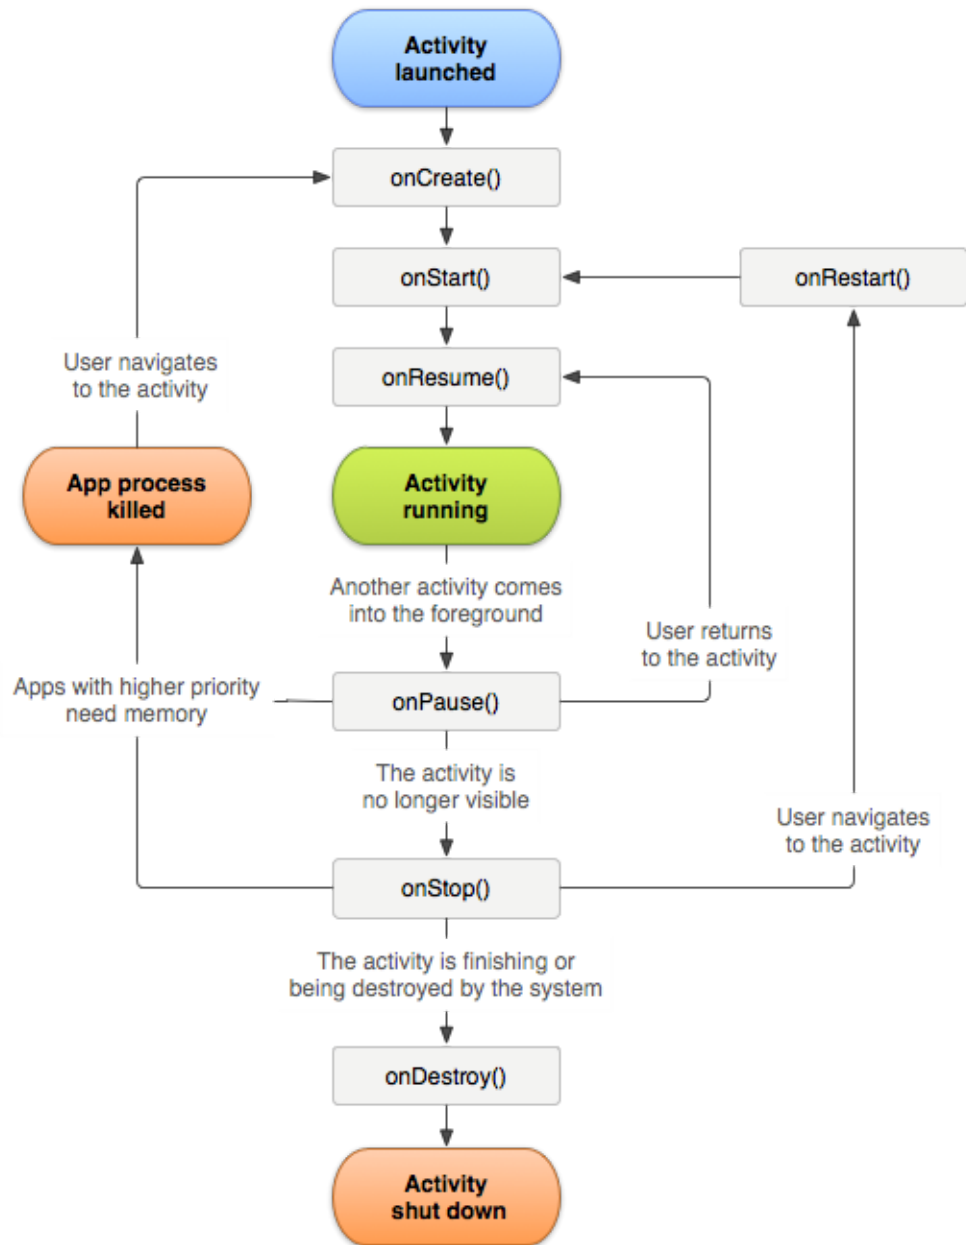 Activity
launched
onCreate()
onStart()
onRestart()
User navigates
to the activity
onResume()
App process
killed
Activity
running
Another activity comes
into the foreground
User returns
to the activity
Apps with higher priority
need memory
onPause()
The activity is
no longer visible
User navigates
to the activity
onStop()
The activity is finishing or
being destroyed by the system
onDestroy()
Activity
shut down